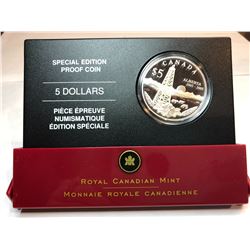 SPECIAL EDITION
PROOF COIN
5 DOLLARS
PIÈCE ÉPREUVE
NUMISMATIQUE
ÉDITION SPÉCIALE
CANADA
$5
ALBERTA
ROYAL CANADIAN MINT
MONNAIE ROYALE CANADIENNE